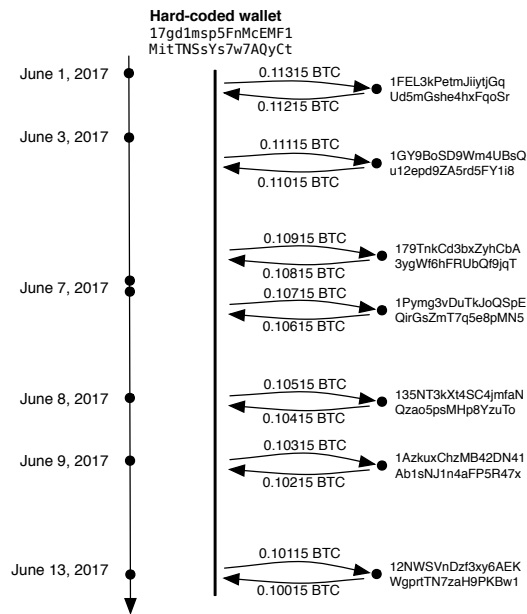 Hard-coded wallet
17gd1msp5FnMcEMF1
MitTNSsYs7w7AQyCt
June 1, 2017
0.11315 BTC
0.11215 BTC
1FEL3kPetmJiiytjGq
Ud5mGshe4hxFqoSr
June 3, 2017
0.11115 BTC
0.11015 BTC
1GY9BoSD9Wm4UBsQ
u12epd9ZA5rd5FY1i8
0.10915 BTC
0.10815 BTC
179TnkCd3bxZyhCbA
3ygWf6hFRUbQf9jqT
June 7, 2017
0.10715 BTC
0.10615 BTC
1Pymg3vDuTkJoQSpE
QirGsZmT7q5e8pMN5
June 8, 2017
0.10515 BTC
0.10415 BTC
135NT3kXt4SC4jmfaN
Qzao5psMHp8YzuTo
June 9, 2017
0.10315 BTC
0.10215 BTC
1AzkuxChzMB42DN41
Ab1sNJ1n4aFP5R47x
June 13, 2017
0.10115 BTC
0.10015 BTC
12NWSVnDzf3xy6AEK
WgprtTN7zaH9PKBw1